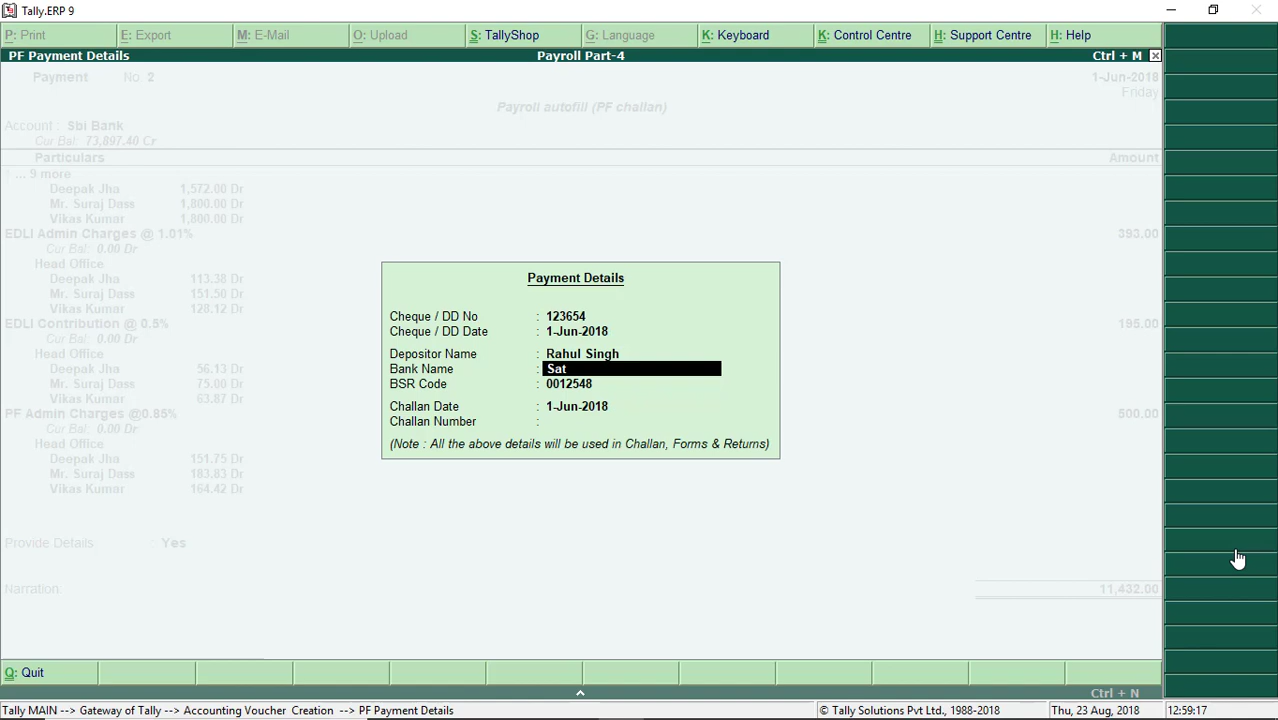 Tally.ERP 9
P: Print E: Export M: E-Mail O: Upload S: TallyShop G: Language K: Keyboard K: Control Centre H: Support Centre H: Help
PF Payment Details Payroll Part-4 Ctrl + M
Payment No 2 1-Jun-2018
Friday
Payroll autofill (PF challan)
Account : Sbi Bank
Cur Bal: 73,897.40 Cr
Particulars Amount
... 9 more
Deepak Jha 1,572.00 Dr
Mr. Suraj Dass 1,800.00 Dr
Vikas Kumar 1,800.00 Dr
EDLI Admin Charges @ 1.01% 393.00
Cur Bal: 0.00 Dr
Head Office
Deepak Jha 113.38 Dr
Mr. Suraj Dass 151.50 Dr
Vikas Kumar 128.12 Dr
EDLI Contribution @ 0.5% 195.00
Cur Bal: 0.00 Dr
Head Office
Deepak Jha 56.13 Dr
Mr. Suraj Dass 75.00 Dr
Vikas Kumar 63.87 Dr
PF Admin Charges @0.85% 500.00
Cur Bal: 0.00 Dr
Head Office
Deepak Jha 151.75 Dr
Mr. Suraj Dass 183.83 Dr
Vikas Kumar 164.42 Dr
Provide Details : Yes
Narration: 11,432.00
Payment Details
Cheque / DD No : 123654
Cheque / DD Date : 1-Jun-2018
Depositor Name : Rahul Singh
Bank Name : Sat
BSR Code : 0012548
Challan Date : 1-Jun-2018
Challan Number :
(Note : All the above details will be used in Challan, Forms & Returns)
Q: Quit
Ctrl + N
Tally MAIN --> Gateway of Tally --> Accounting Voucher Creation --> PF Payment Details © Tally Solutions Pvt Ltd., 1988-2018 Thu, 23 Aug, 2018 12:59:17